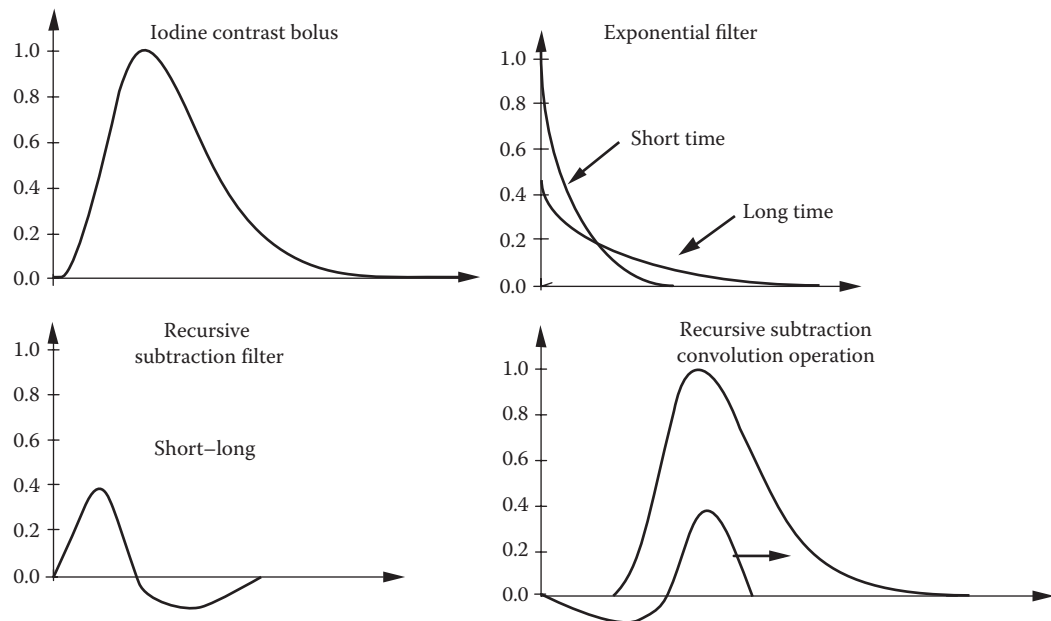 Iodine contrast bolus
1.0
0.8
0.6
0.4
0.2
0.0
Exponential filter
1.0
0.8
0.6
0.4
0.2
0.0
Short time
Long time
Recursive
subtraction filter
1.0
0.8
0.6
0.4
0.2
0.0
Short–long
Recursive subtraction
convolution operation
1.0
0.8
0.6
0.4
0.2
0.0